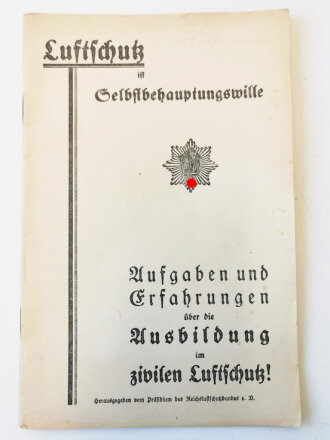 Luftschutz
ist
Selbstbehauptungswille
Aufgaben und
Erfahrungen
über die
Ausbildung
im
zivilen Luftschutz!
Herausgegeben vom Präsidium des Reichsluftschutzbundes e. V.